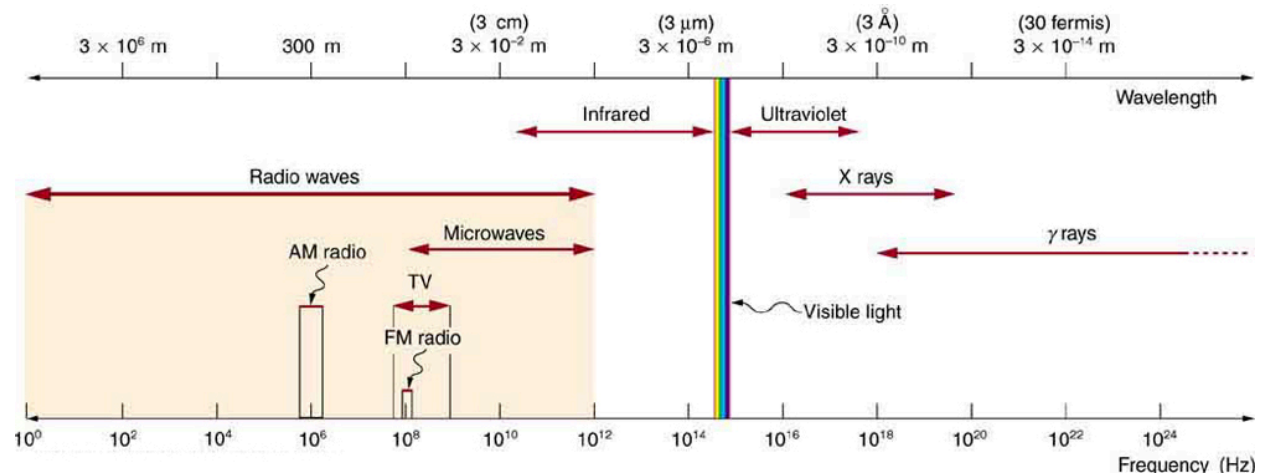 (3 cm) (3 μm) (3 Å) (30 fermis)
3 × 10⁶ m 300 m 3 × 10⁻² m 3 × 10⁻⁶ m 3 × 10⁻¹⁰ m 3 × 10⁻¹⁴ m
Wavelength
Infrared Ultraviolet
Radio waves X rays
Microwaves γ rays
AM radio
TV
Visible light
FM radio
10⁰ 10² 10⁴ 10⁶ 10⁸ 10¹⁰ 10¹² 10¹⁴ 10¹⁶ 10¹⁸ 10²⁰ 10²² 10²⁴
Frequency (Hz)